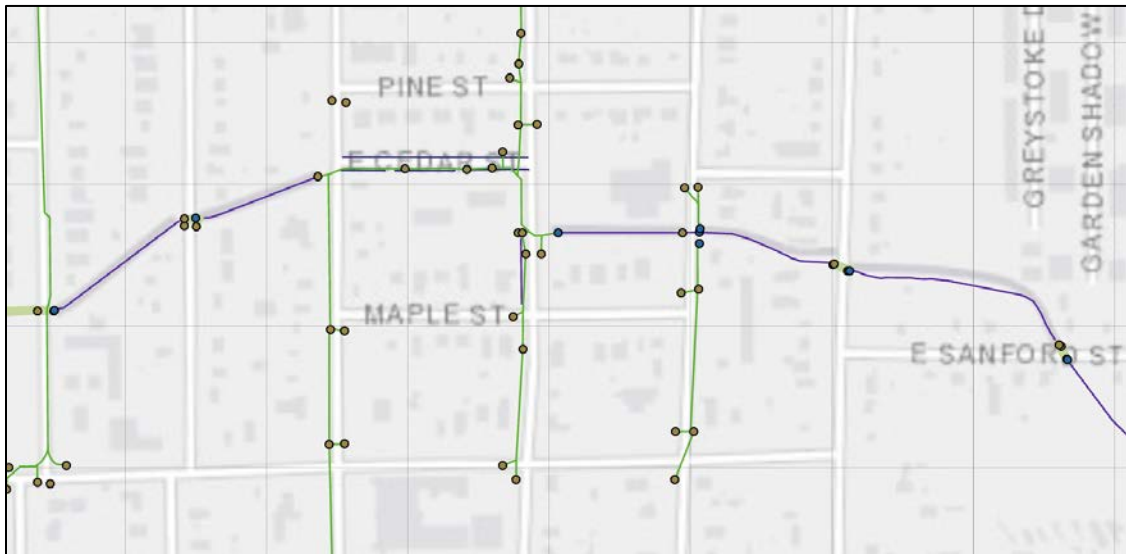 PINE ST
E CEDAR ST
MAPLE ST
E SANFORD ST
GREYSTOKE D
GARDEN SHADOW